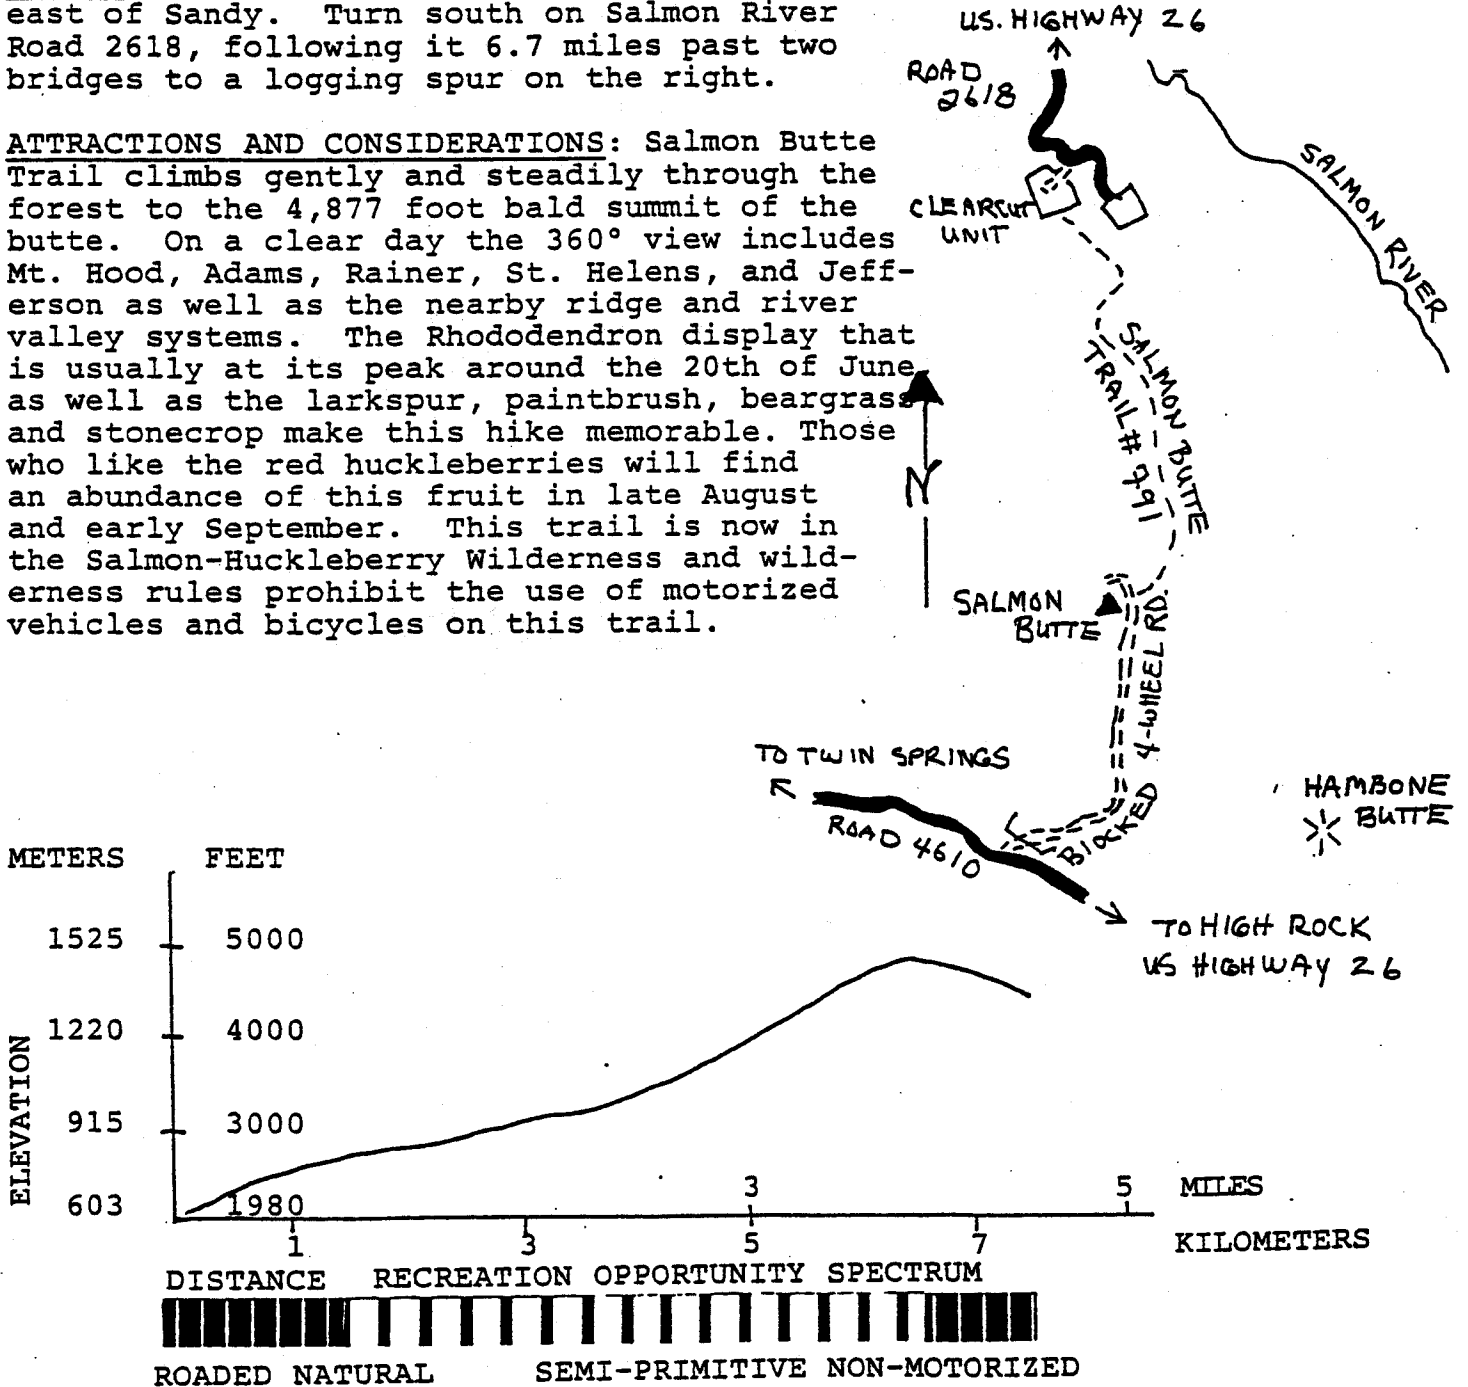 east of Sandy. Turn south on Salmon River
Road 2618, following it 6.7 miles past two
bridges to a logging spur on the right.
ATTRACTIONS AND CONSIDERATIONS: Salmon Butte
Trail climbs gently and steadily through the
forest to the 4,877 foot bald summit of the
butte. On a clear day the 360° view includes
Mt. Hood, Adams, Rainer, St. Helens, and Jeff-
erson as well as the nearby ridge and river
valley systems. The Rhododendron display that
is usually at its peak around the 20th of June
as well as the larkspur, paintbrush, beargrass
and stonecrop make this hike memorable. Those
who like the red huckleberries will find
an abundance of this fruit in late August
and early September. This trail is now in
the Salmon-Huckleberry Wilderness and wild-
erness rules prohibit the use of motorized
vehicles and bicycles on this trail.
U.S. HIGHWAY 26
ROAD
2618
SALMON RIVER
CLEARCUT
UNIT
SALMON BUTTE
TRAIL # 791
N
SALMON
BUTTE
BLOCKED 4-WHEEL RD.
TO TWIN SPRINGS
ROAD 4610
HAMBONE
BUTTE
TO HIGH ROCK
US HIGHWAY 26
METERS FEET
1525 5000
1220 4000
915 3000
603 1980
ELEVATION
3 5 MILES
1 3 5 7 KILOMETERS
DISTANCE RECREATION OPPORTUNITY SPECTRUM
ROADED NATURAL SEMI-PRIMITIVE NON-MOTORIZED